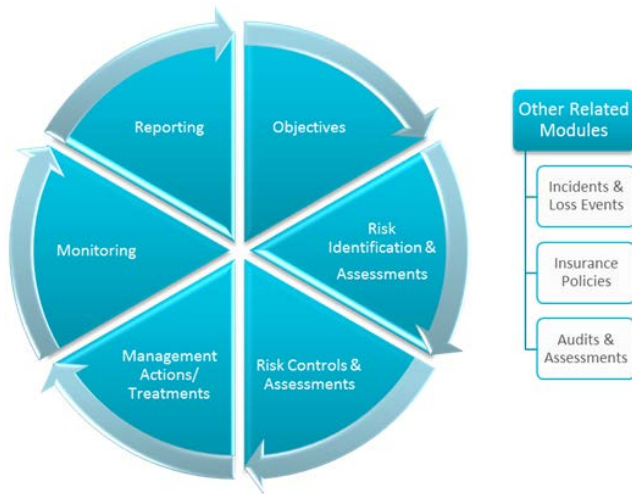 Reporting
Objectives
Risk
Identification &
Assessments
Risk Controls &
Assessments
Management
Actions/
Treatments
Monitoring
Other Related
Modules
Incidents &
Loss Events
Insurance
Policies
Audits &
Assessments